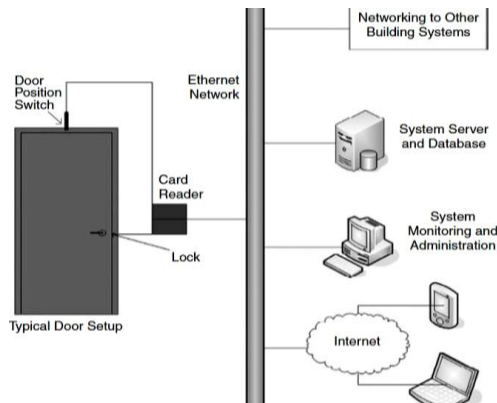 Networking to Other
Building Systems
Door
Position
Switch
Ethernet
Network
System Server
and Database
Card
Reader
System
Monitoring and
Administration
Lock
Typical Door Setup
Internet